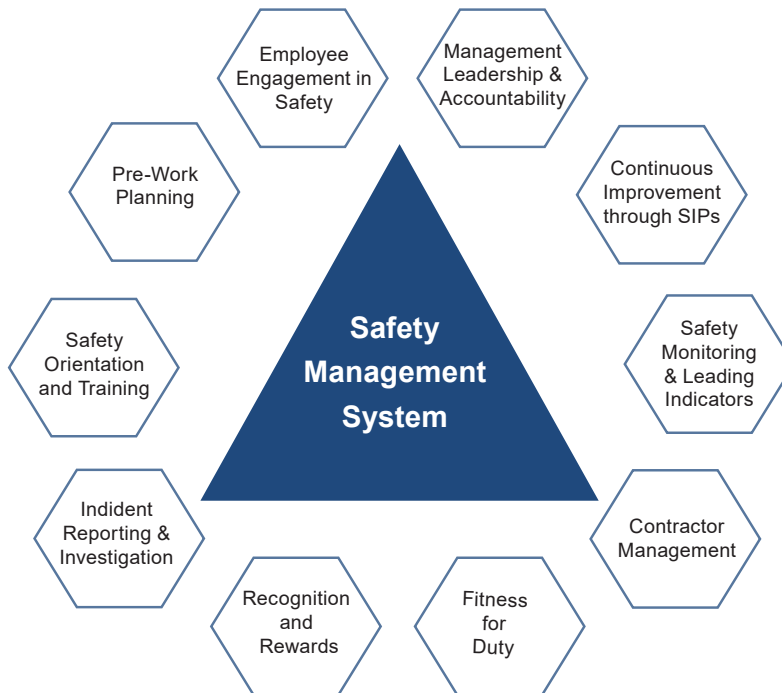 Employee
Engagement in
Safety
Management
Leadership &
Accountability
Pre-Work
Planning
Continuous
Improvement
through SIPs
Safety
Management
System
Safety
Orientation
and Training
Safety
Monitoring
& Leading
Indicators
Indident
Reporting &
Investigation
Contractor
Management
Recognition
and
Rewards
Fitness
for
Duty